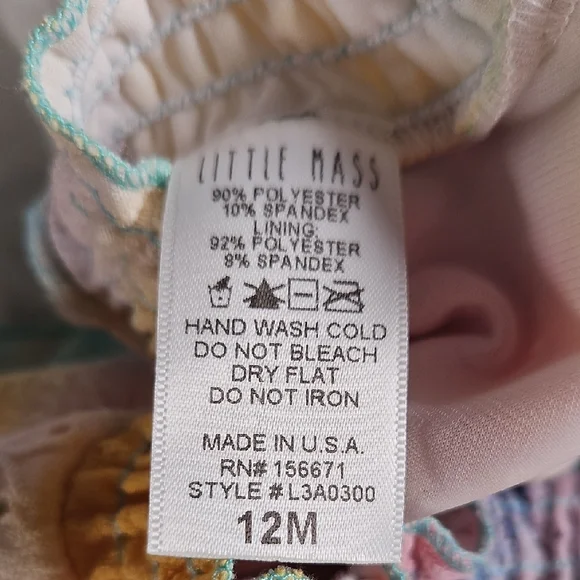 LITTLE MASS
90% POLYESTER
10% SPANDEX
LINING:
92% POLYESTER
8% SPANDEX
HAND WASH COLD
DO NOT BLEACH
DRY FLAT
DO NOT IRON
MADE IN U.S.A.
RN# 156671
STYLE # L3A0300
12M